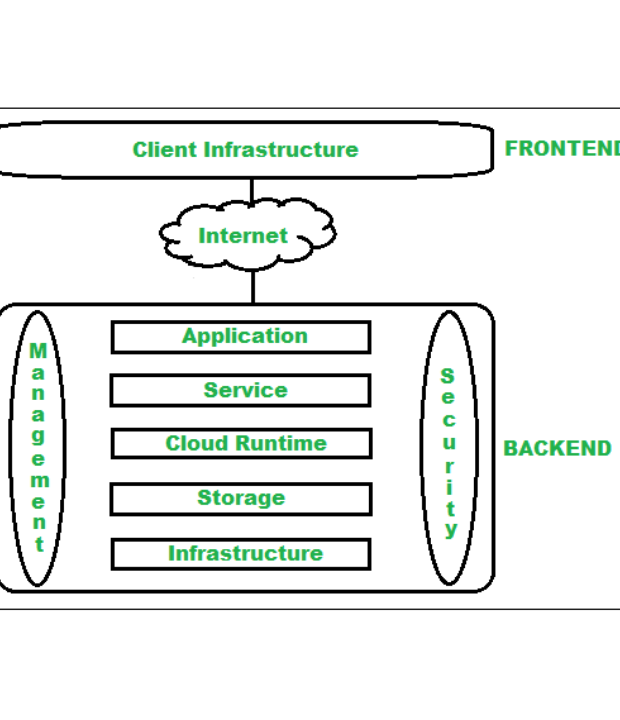 Client Infrastructure
FRONTEND
Internet
Application
Service
Cloud Runtime
Storage
Infrastructure
Management
Security
BACKEND